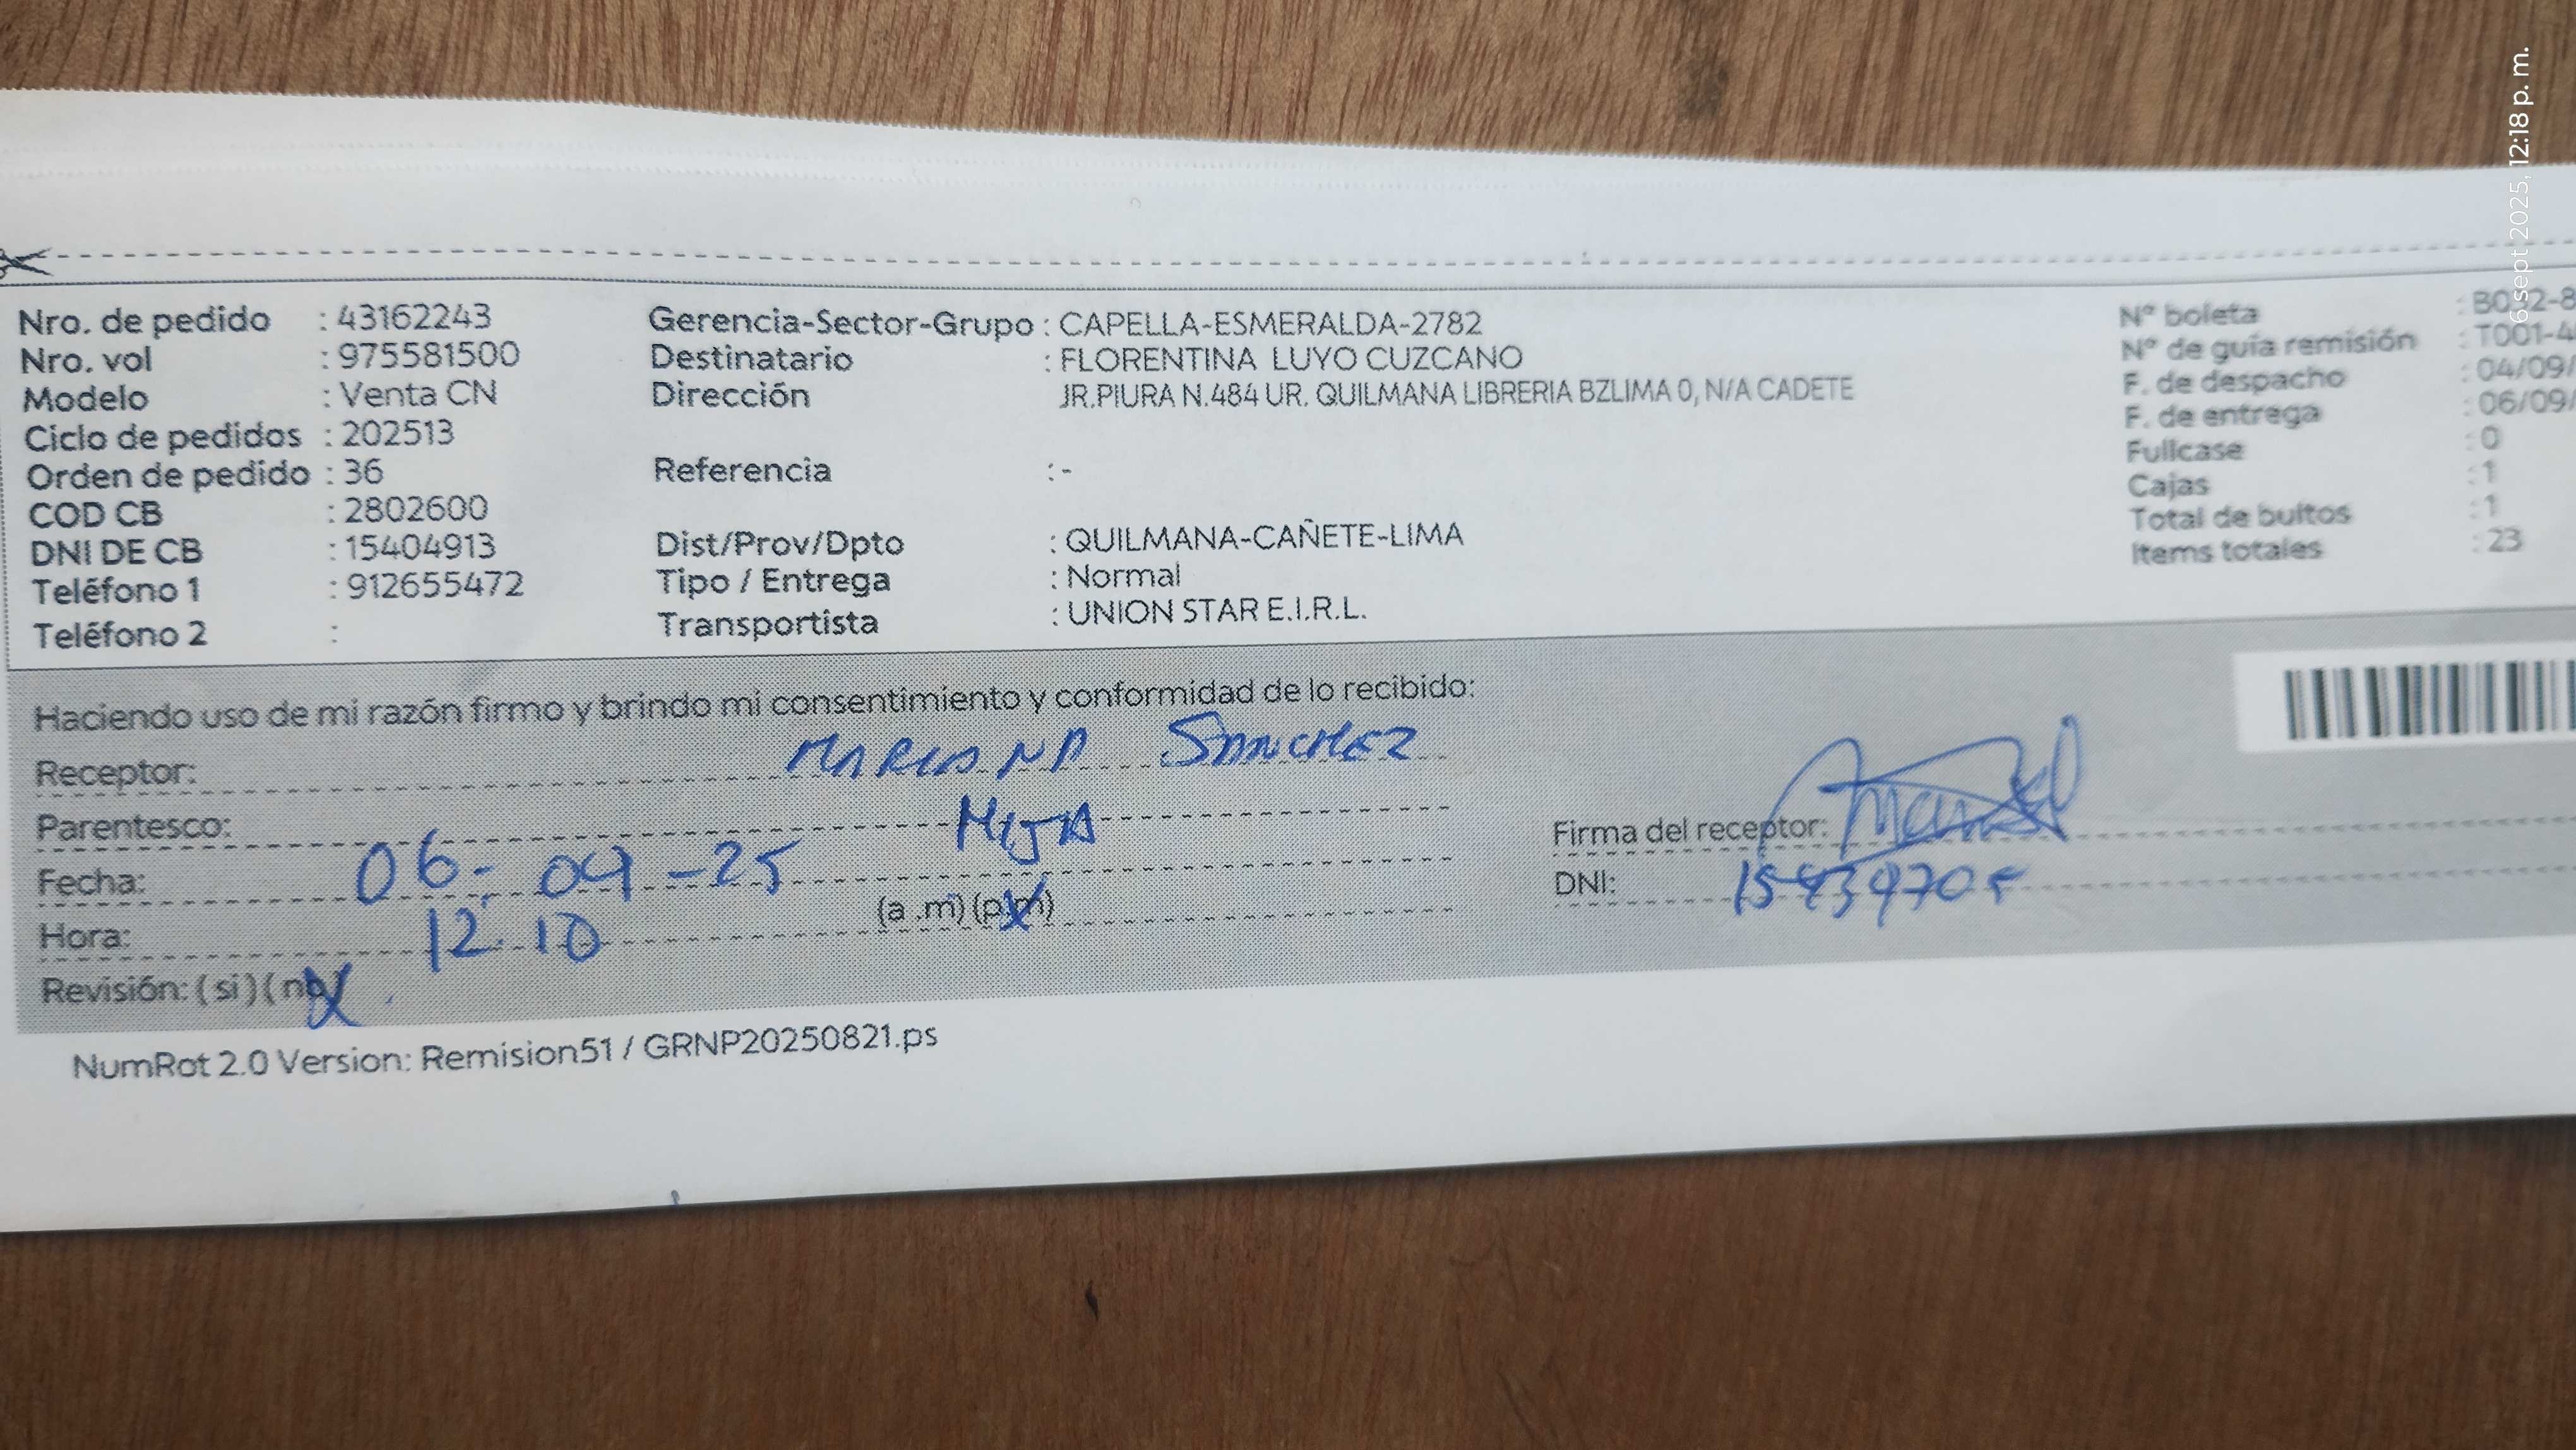 6 sept 2025, 12:18 p. m.
Nro. de pedido : 43162243
Nro. vol : 975581500
Modelo : Venta CN
Ciclo de pedidos : 202513
Orden de pedido : 36
COD CB : 2802600
DNI DE CB : 15404913
Teléfono 1 : 912655472
Teléfono 2 :
Gerencia-Sector-Grupo : CAPELLA-ESMERALDA-2782
Destinatario : FLORENTINA LUYO CUZCANO
Dirección JR.PIURA N.484 UR. QUILMANA LIBRERIA BZLIMA 0, N/A CADETE
Referencia : -
Dist/Prov/Dpto : QUILMANA-CAÑETE-LIMA
Tipo / Entrega : Normal
Transportista : UNION STAR E.I.R.L.
N° boleta
N° de guía remisión : T001-4
F. de despacho : 04/09/
F. de entrega : 06/09/
Fullcase : 0
Cajas : 1
Total de bultos : 1
Items totales : 23
Haciendo uso de mi razón firmo y brindo mi consentimiento y conformidad de lo recibido:
Receptor: MARIANA SANCHEZ
Parentesco: HIJA
Fecha: 06-09-25
Hora: 12:10 (a .m) (p.m)
Revisión: ( si ) ( no )
Firma del receptor:
DNI:
NumRot 2.0 Version: Remision51 / GRNP20250821.ps